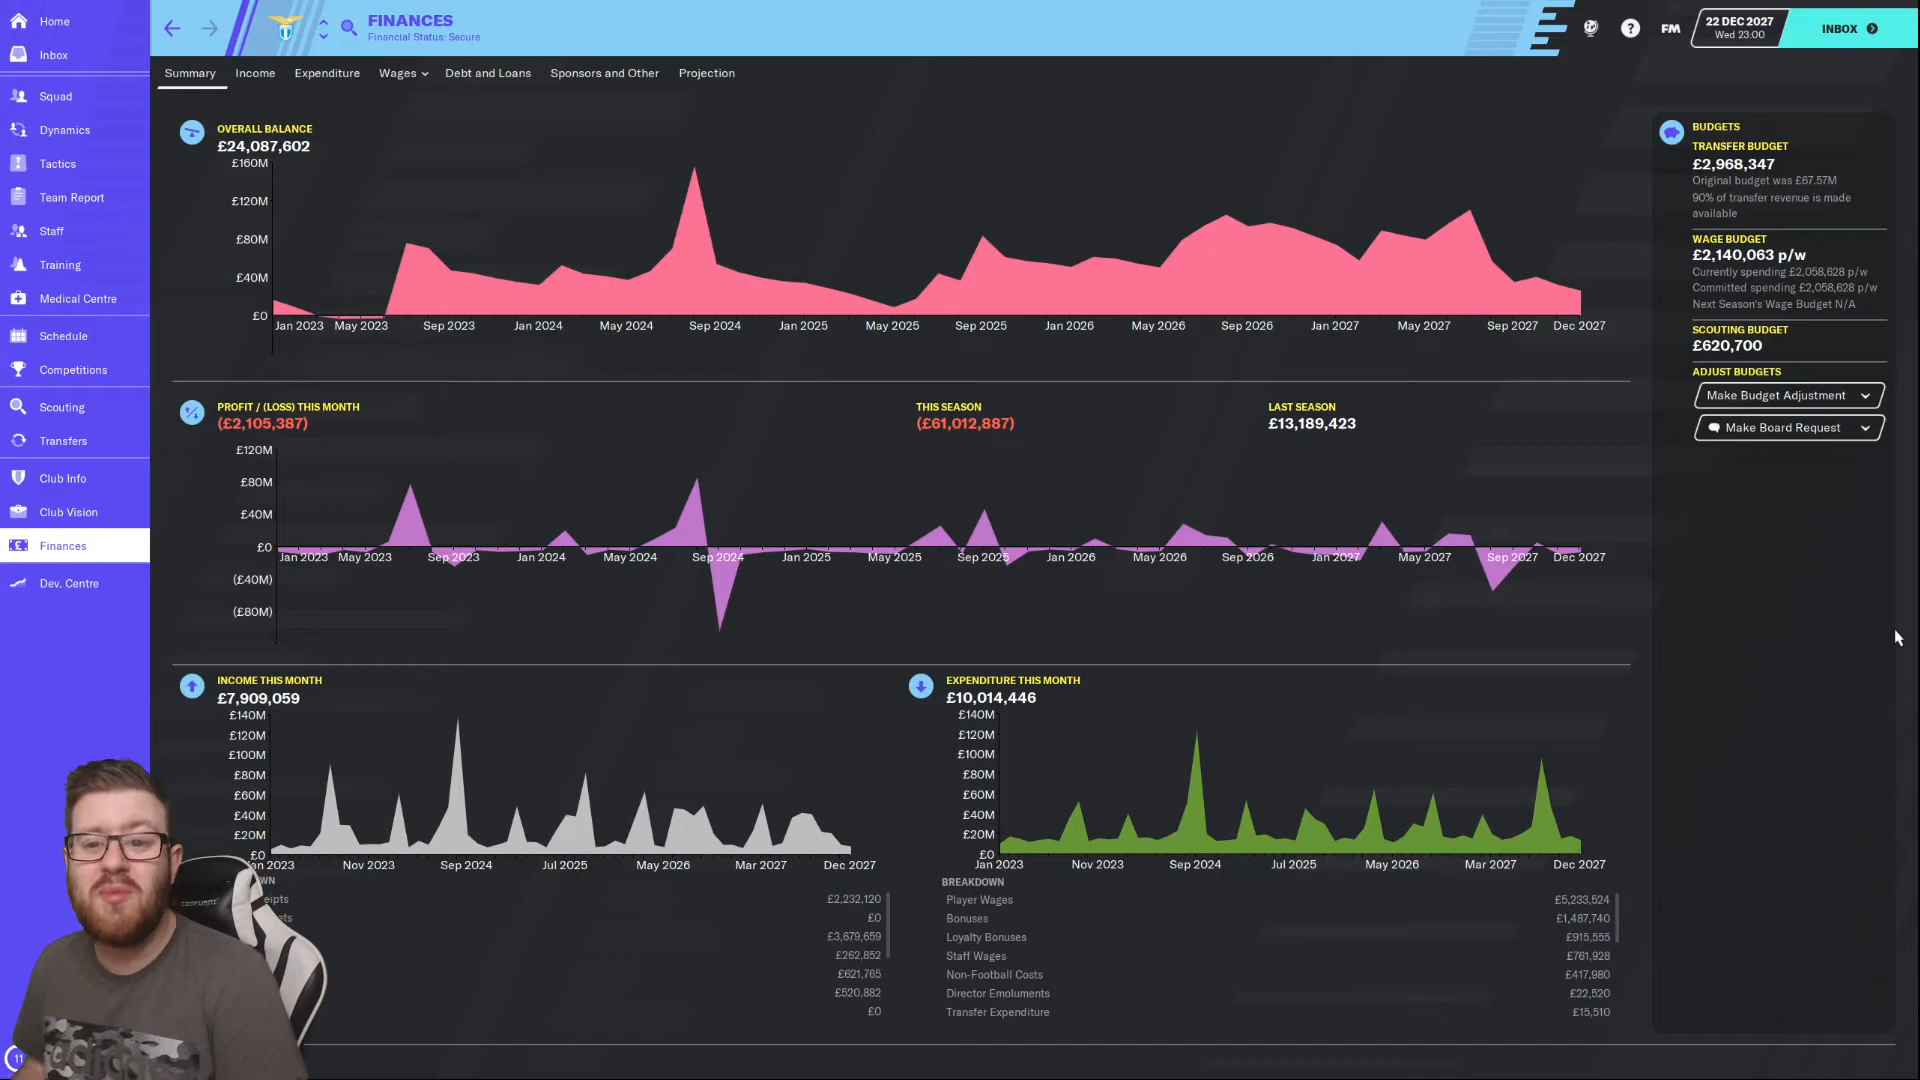 Home
Inbox
Squad
Dynamics
Tactics
Team Report
Staff
Training
Medical Centre
Schedule
Competitions
Scouting
Transfers
Club Info
Club Vision
Finances
Dev. Centre
11
FINANCES
Financial Status: Secure
FM
22 DEC 2027
Wed 23:00
INBOX
Summary Income Expenditure Wages Debt and Loans Sponsors and Other Projection
OVERALL BALANCE
£24,087,602
£160M
£120M
£80M
£40M
£0
Jan 2023 May 2023 Sep 2023 Jan 2024 May 2024 Sep 2024 Jan 2025 May 2025 Sep 2025 Jan 2026 May 2026 Sep 2026 Jan 2027 May 2027 Sep 2027 Dec 2027
PROFIT / (LOSS) THIS MONTH
(£2,105,387)
THIS SEASON
(£61,012,887)
LAST SEASON
£13,189,423
£120M
£80M
£40M
£0
(£40M)
(£80M)
Jan 2023 May 2023 Sep 2023 Jan 2024 May 2024 Sep 2024 Jan 2025 May 2025 Sep 2025 Jan 2026 May 2026 Sep 2026 Jan 2027 May 2027 Sep 2027 Dec 2027
INCOME THIS MONTH
£7,909,059
£140M
£120M
£100M
£80M
£60M
£40M
£20M
£0
an 2023 Nov 2023 Sep 2024 Jul 2025 May 2026 Mar 2027 Dec 2027
WN
eipts £2,232,120
ets £0
£3,679,659
£262,852
£621,765
£520,882
£0
EXPENDITURE THIS MONTH
£10,014,446
£140M
£120M
£100M
£80M
£60M
£40M
£20M
£0
Jan 2023 Nov 2023 Sep 2024 Jul 2025 May 2026 Mar 2027 Dec 2027
BREAKDOWN
Player Wages £5,233,524
Bonuses £1,487,740
Loyalty Bonuses £915,555
Staff Wages £761,928
Non-Football Costs £417,980
Director Emoluments £22,520
Transfer Expenditure £15,510
BUDGETS
TRANSFER BUDGET
£2,968,347
Original budget was £67.57M
90% of transfer revenue is made
available
WAGE BUDGET
£2,140,063 p/w
Currently spending £2,058,628 p/w
Committed spending £2,058,628 p/w
Next Season's Wage Budget N/A
SCOUTING BUDGET
£620,700
ADJUST BUDGETS
Make Budget Adjustment
Make Board Request
adidas